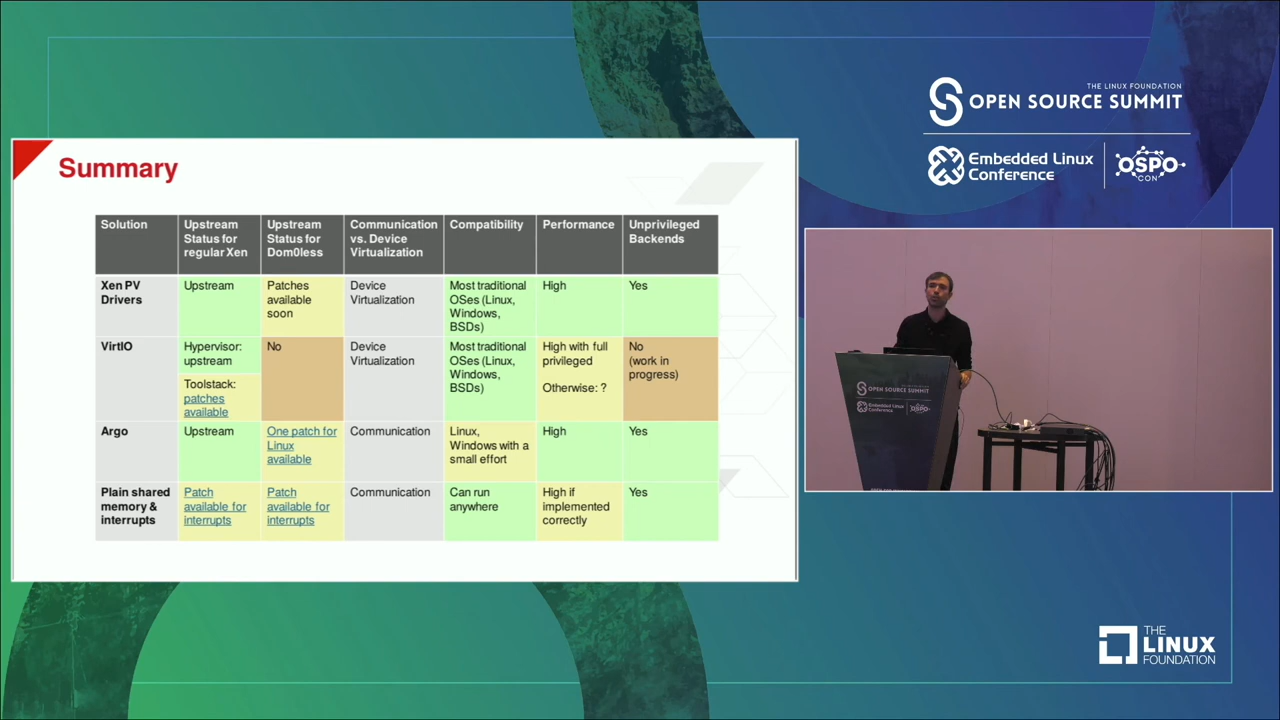 THE LINUX FOUNDATION
OPEN SOURCE SUMMIT
Embedded Linux
Conference
OSPO
CON
Summary
Solution
Upstream
Status for
regular Xen
Upstream
Status for
Dom0less
Communication
vs. Device
Virtualization
Compatibility
Performance
Unprivileged
Backends
Xen PV
Drivers
Upstream
Patches
available
soon
Device
Virtualization
Most traditional
OSes (Linux,
Windows,
BSDs)
High
Yes
VirtIO
Hypervisor:
upstream
Toolstack:
patches
available
No
Device
Virtualization
Most traditional
OSes (Linux,
Windows,
BSDs)
High with full
privileged
Otherwise: ?
No
(work in
progress)
Argo
Upstream
One patch for
Linux
available
Communication
Linux,
Windows with a
small effort
High
Yes
Plain shared
memory &
interrupts
Patch
available for
interrupts
Patch
available for
interrupts
Communication
Can run
anywhere
High if
implemented
correctly
Yes
OPEN SOURCE SUMMIT
Embedded Linux
Conference
OSPO
THE
LINUX
FOUNDATION